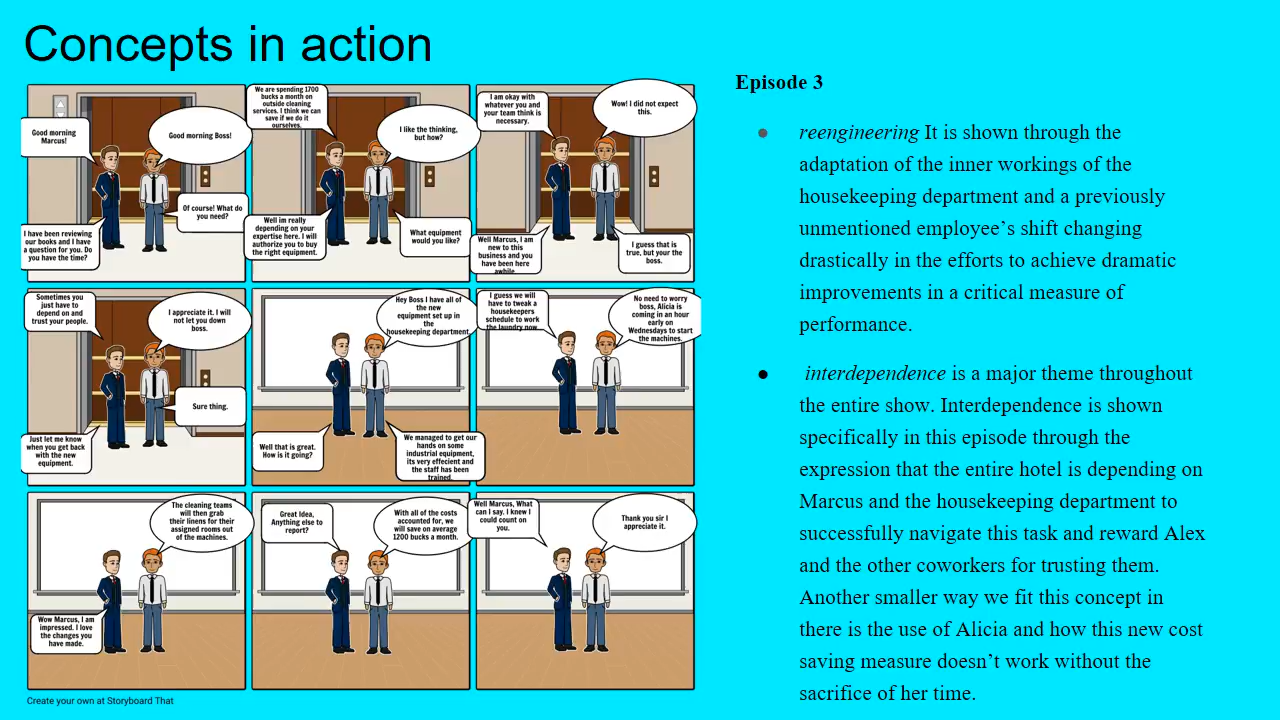 Concepts in action
Good morning
Marcus!
Good morning Boss!
Of course! What do
you need?
I have been reviewing
our books and I have
a question for you. Do
you have the time?
We are spending 1700
bucks a month on
outside cleaning
services. I think we can
save if we do it
ourselves.
I like the thinking,
but how?
Well im really
depending on your
expertise here. I will
authorize you to buy
the right equipment.
What equipment
would you like?
I am okay with
whatever you and
your team think is
necessary.
Wow! I did not expect
this.
Well Marcus, I am
new to this
business and you
have been here
awhile
I guess that is
true, but your the
boss.
Sometimes you
just have to
depend on and
trust your people.
I appreciate it. I will
not let you down
boss.
Sure thing.
Just let me know
when you get back
with the new
equipment.
Hey Boss I have all of
the new
equipment set up in
the
housekeeping department
Well that is great.
How is it going?
We managed to get our
hands on some
industrial equipment,
its very effecient and
the staff has been
trained.
I guess we will
have to tweak a
housekeepers
schedule to work
the laundry now.
No need to worry
boss, Alicia is
coming in an hour
early on
Wednesdays to start
the machines.
The cleaning teams
will then grab
their linens for their
assigned rooms out
of the machines.
Wow Marcus, I am
impressed. I love
the changes you
have made.
Great Idea,
Anything else to
report?
With all of the costs
accounted for, we
will save on average
1200 bucks a month.
Well Marcus, What
can I say. I knew I
could count on
you.
Thank you sir I
appreciate it.
Create your own at Storyboard That
Episode 3
● reengineering It is shown through the
adaptation of the inner workings of the
housekeeping department and a previously
unmentioned employee’s shift changing
drastically in the efforts to achieve dramatic
improvements in a critical measure of
performance.
● interdependence is a major theme throughout
the entire show. Interdependence is shown
specifically in this episode through the
expression that the entire hotel is depending on
Marcus and the housekeeping department to
successfully navigate this task and reward Alex
and the other coworkers for trusting them.
Another smaller way we fit this concept in
there is the use of Alicia and how this new cost
saving measure doesn’t work without the
sacrifice of her time.